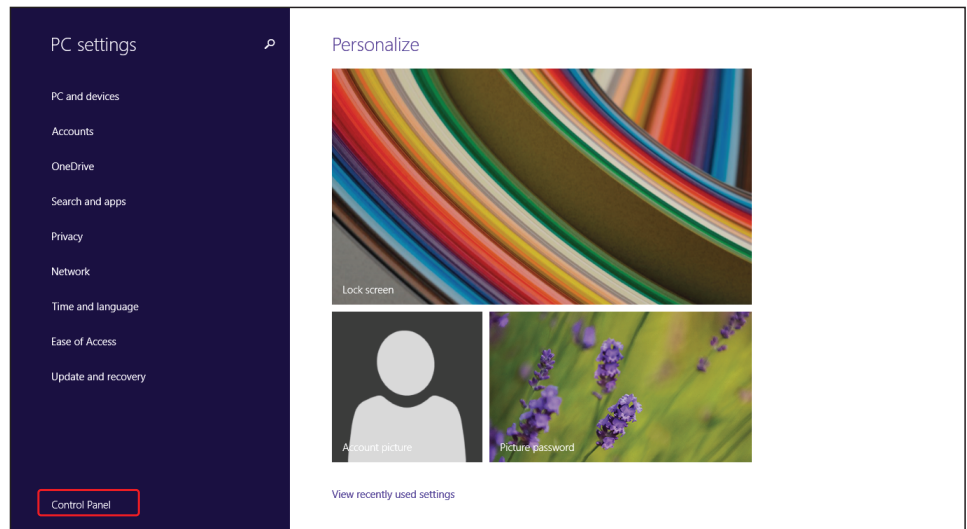 PC settings
PC and devices
Accounts
OneDrive
Search and apps
Privacy
Network
Time and language
Ease of Access
Update and recovery
Control Panel
Personalize
Lock screen
Account picture
Picture password
View recently used settings